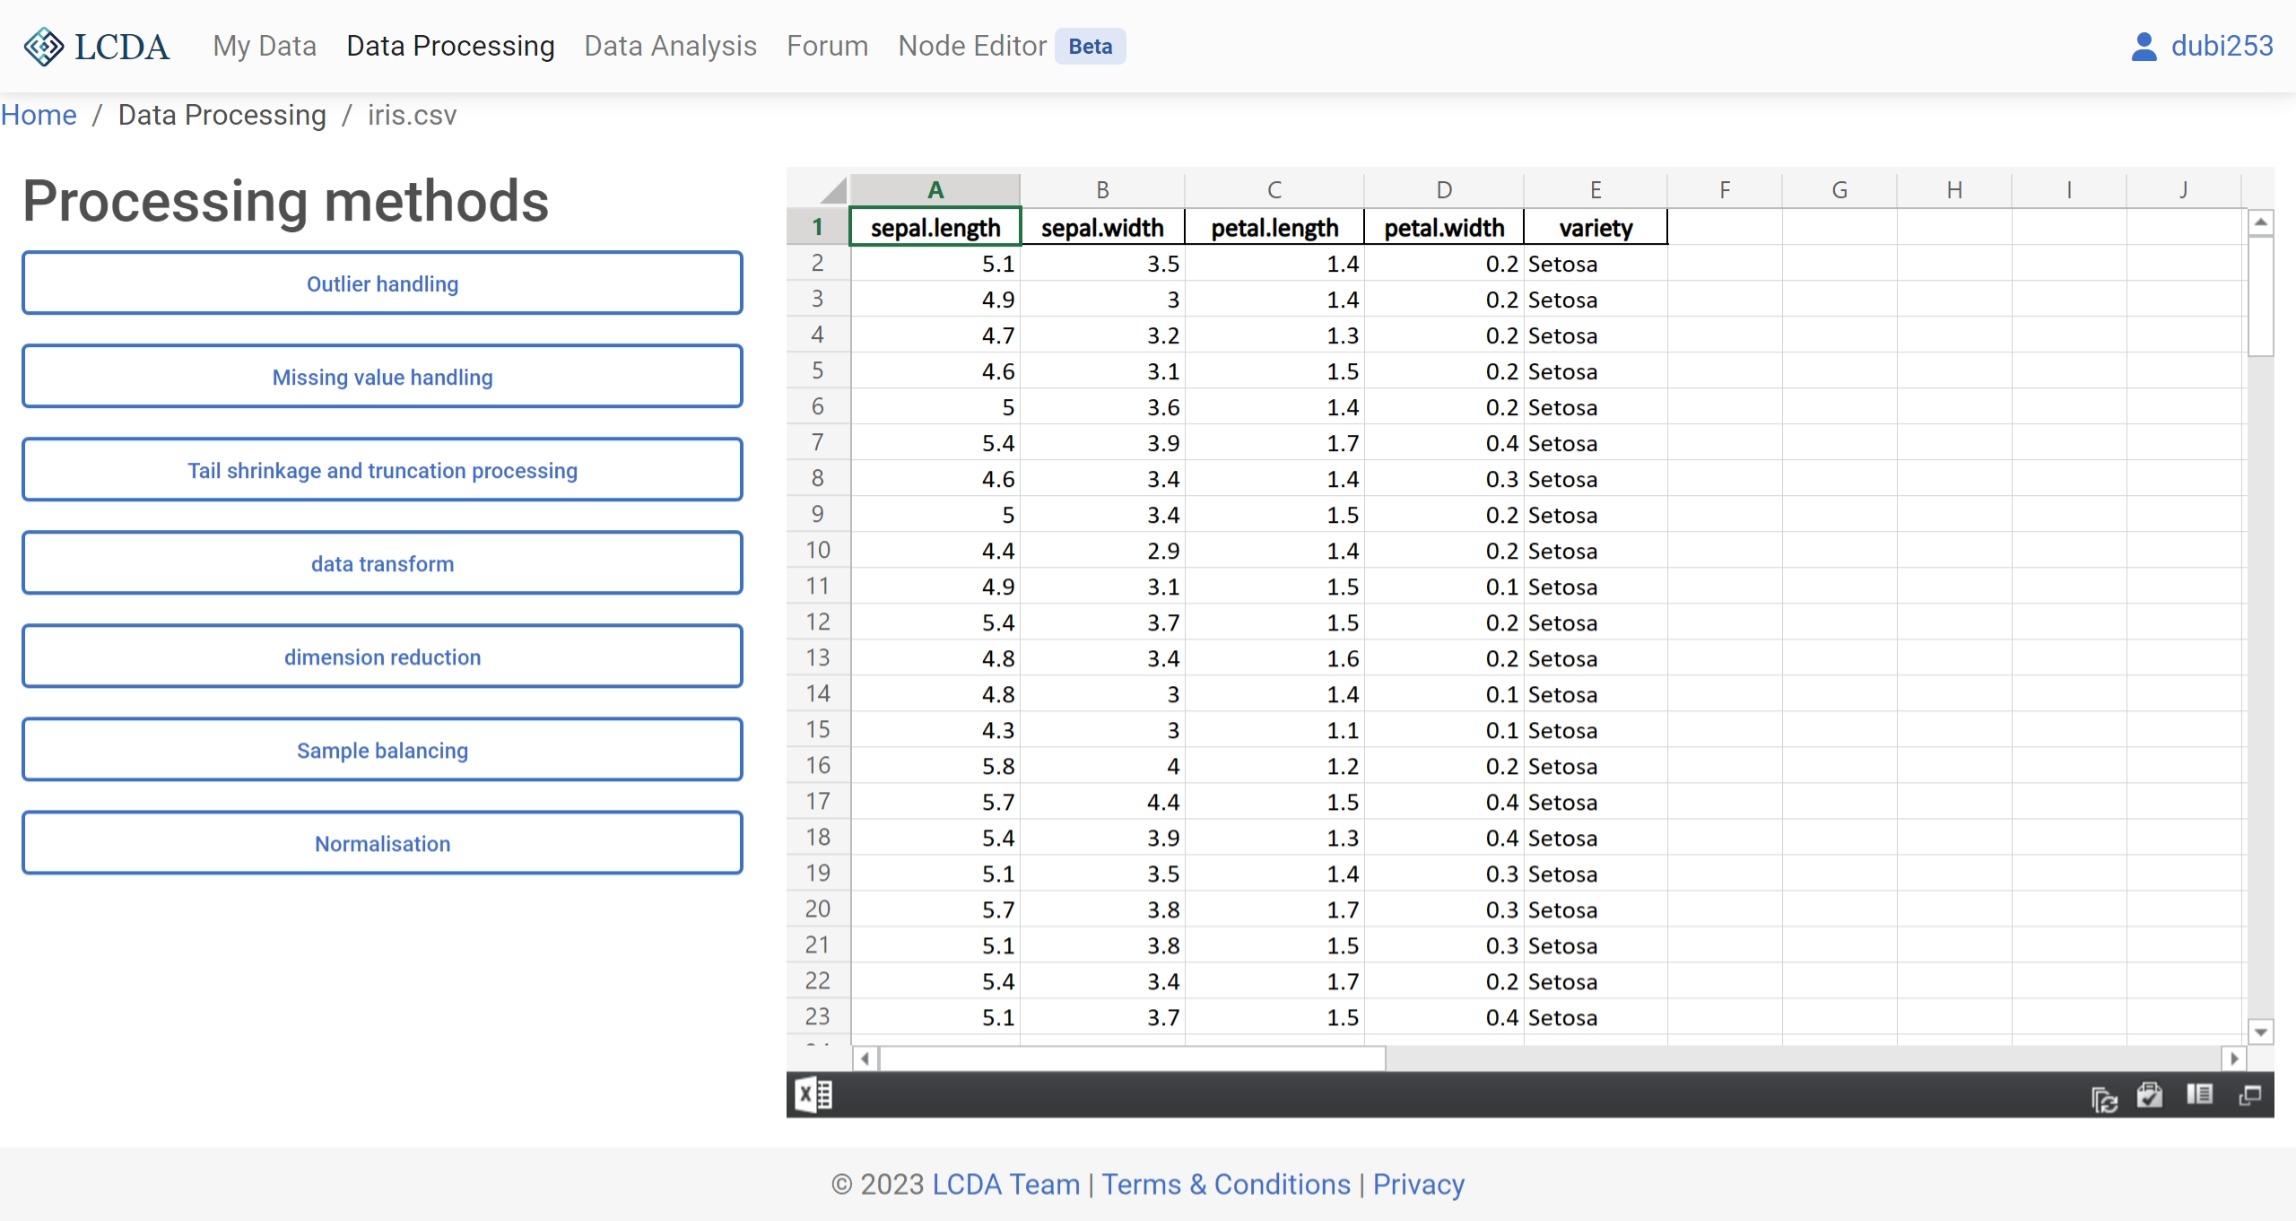 LCDA My Data Data Processing Data Analysis Forum Node Editor Beta dubi253
Home / Data Processing / iris.csv
Processing methods
Outlier handling
Missing value handling
Tail shrinkage and truncation processing
data transform
dimension reduction
Sample balancing
Normalisation
A B C D E F G H I J
1 sepal.length sepal.width petal.length petal.width variety
2 5.1 3.5 1.4 0.2 Setosa
3 4.9 3 1.4 0.2 Setosa
4 4.7 3.2 1.3 0.2 Setosa
5 4.6 3.1 1.5 0.2 Setosa
6 5 3.6 1.4 0.2 Setosa
7 5.4 3.9 1.7 0.4 Setosa
8 4.6 3.4 1.4 0.3 Setosa
9 5 3.4 1.5 0.2 Setosa
10 4.4 2.9 1.4 0.2 Setosa
11 4.9 3.1 1.5 0.1 Setosa
12 5.4 3.7 1.5 0.2 Setosa
13 4.8 3.4 1.6 0.2 Setosa
14 4.8 3 1.4 0.1 Setosa
15 4.3 3 1.1 0.1 Setosa
16 5.8 4 1.2 0.2 Setosa
17 5.7 4.4 1.5 0.4 Setosa
18 5.4 3.9 1.3 0.4 Setosa
19 5.1 3.5 1.4 0.3 Setosa
20 5.7 3.8 1.7 0.3 Setosa
21 5.1 3.8 1.5 0.3 Setosa
22 5.4 3.4 1.7 0.2 Setosa
23 5.1 3.7 1.5 0.4 Setosa
© 2023 LCDA Team | Terms & Conditions | Privacy